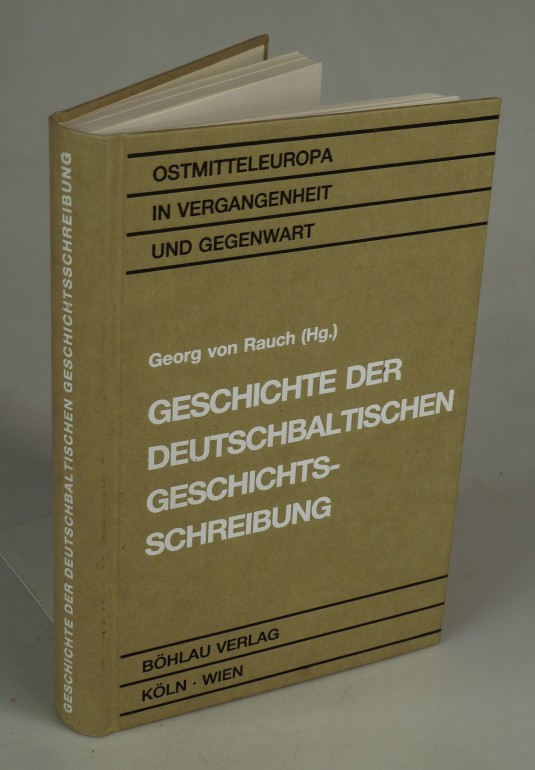 GESCHICHTE DER DEUTSCHBALTISCHEN GESCHICHTSSCHREIBUNG
OSTMITTELEUROPA
IN VERGANGENHEIT
UND GEGENWART
Georg von Rauch (Hg.)
GESCHICHTE DER
DEUTSCHBALTISCHEN
GESCHICHTS-
SCHREIBUNG
BÖHLAU VERLAG
KÖLN · WIEN